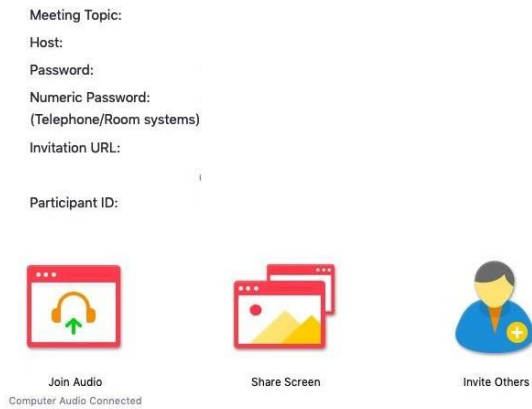 Meeting Topic:
Host:
Password:
Numeric Password:
(Telephone/Room systems)
Invitation URL:
Participant ID:
Join Audio
Share Screen
Invite Others
Computer Audio Connected